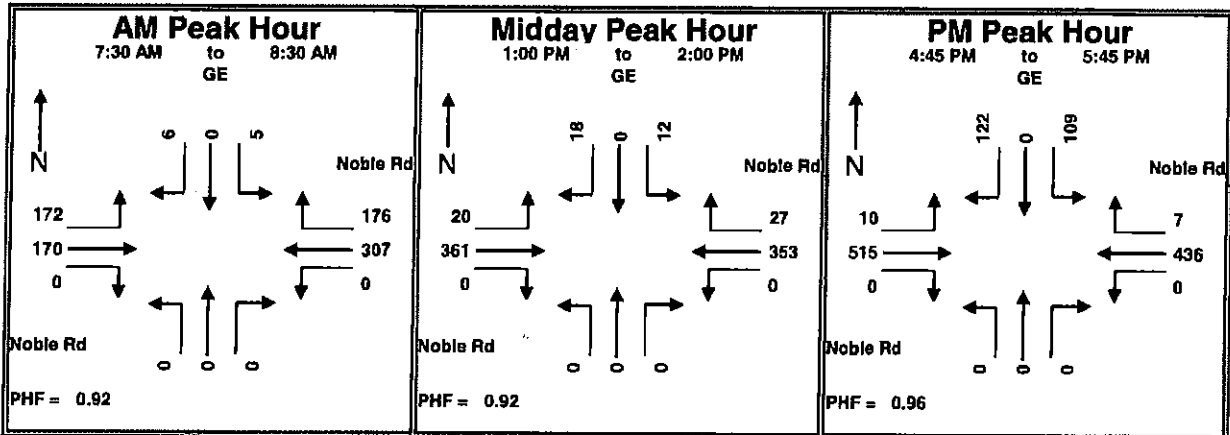 AM Peak Hour
7:30 AM to 8:30 AM
GE
6 0 5
N
Noble Rd
172 176
170 307
0 0
Noble Rd
0 0 0
PHF = 0.92
Midday Peak Hour
1:00 PM to 2:00 PM
GE
18 0 12
N
Noble Rd
20 27
361 353
0 0
Noble Rd
0 0 0
PHF = 0.92
PM Peak Hour
4:45 PM to 5:45 PM
GE
122 0 109
N
Noble Rd
10 7
515 436
0 0
Noble Rd
0 0 0
PHF = 0.96